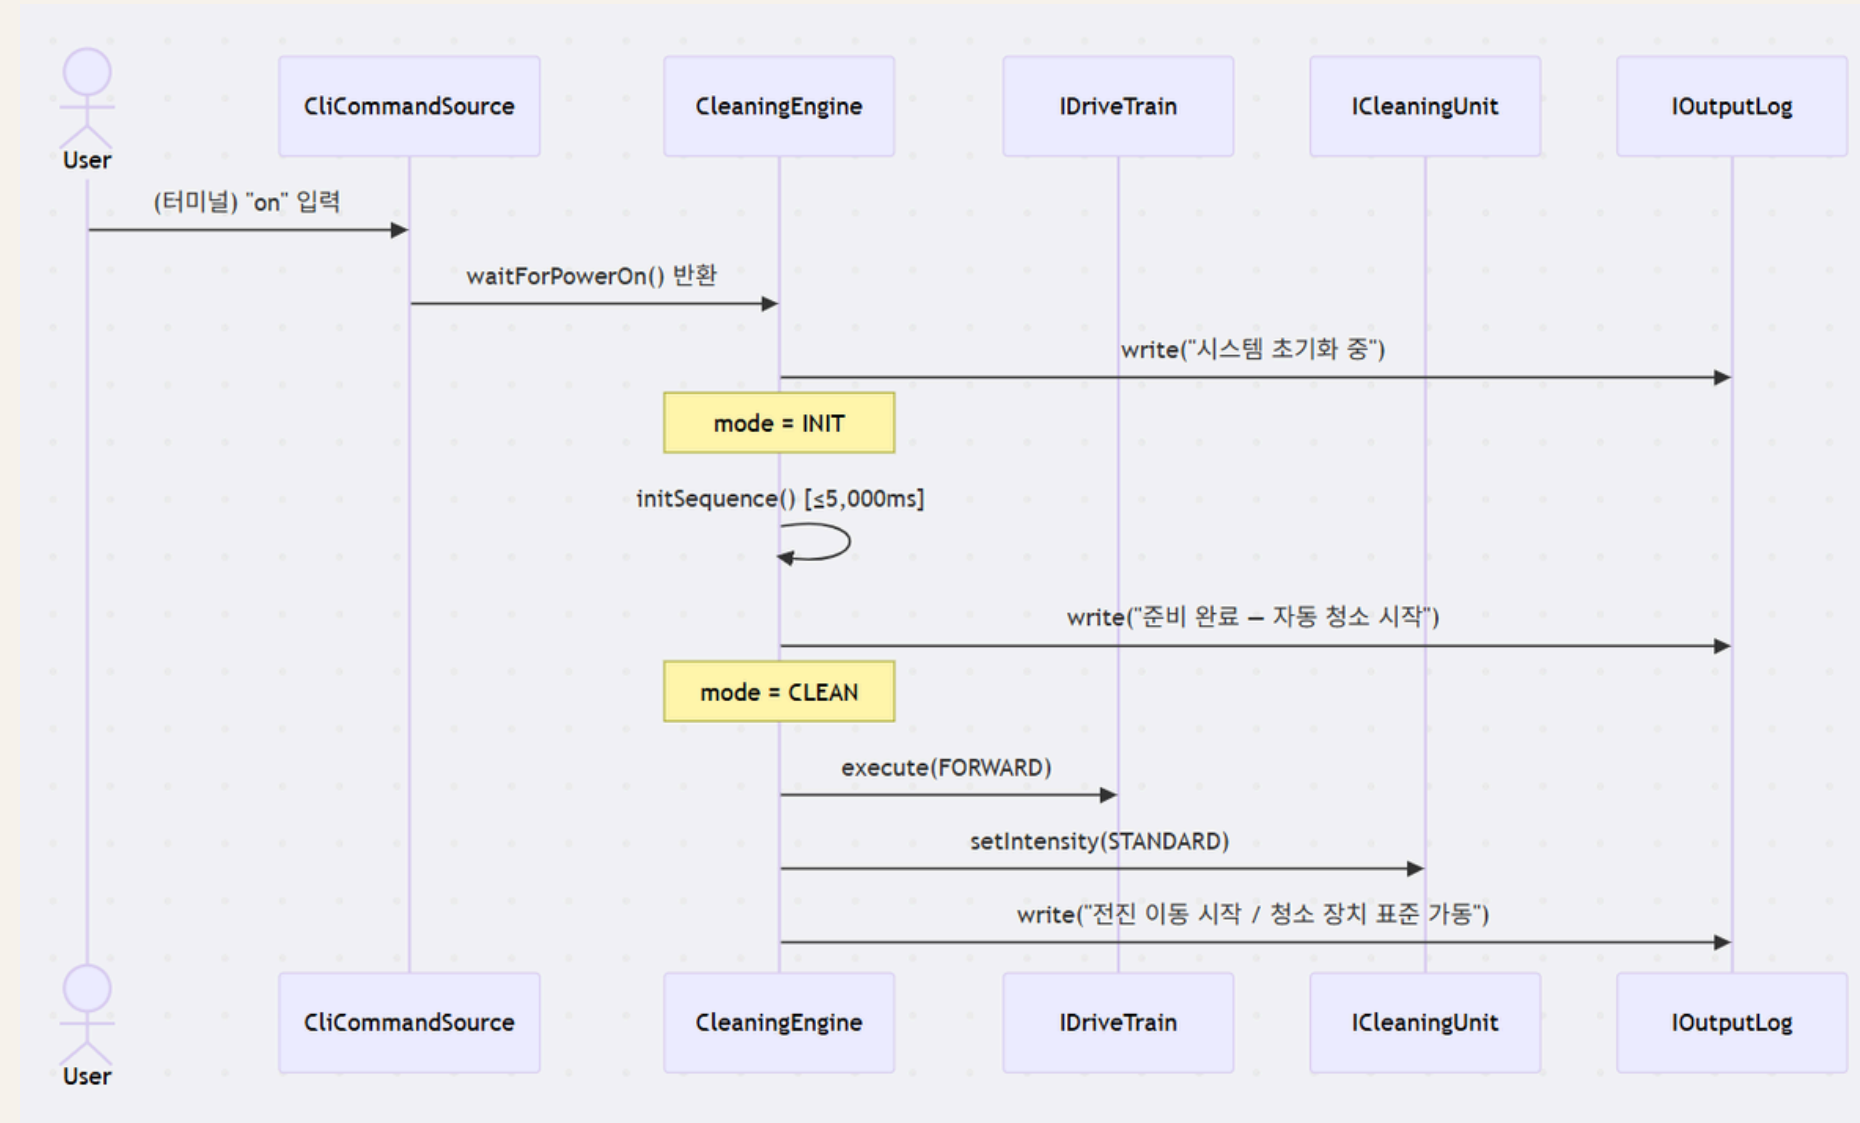 CliCommandSource
CleaningEngine
IDriveTrain
ICleaningUnit
IOutputLog
User
(터미널) "on" 입력
waitForPowerOn() 반환
write("시스템 초기화 중")
mode = INIT
initSequence() [≤5,000ms]
write("준비 완료 — 자동 청소 시작")
mode = CLEAN
execute(FORWARD)
setIntensity(STANDARD)
write("전진 이동 시작 / 청소 장치 표준 가동")
CliCommandSource
CleaningEngine
IDriveTrain
ICleaningUnit
IOutputLog
User